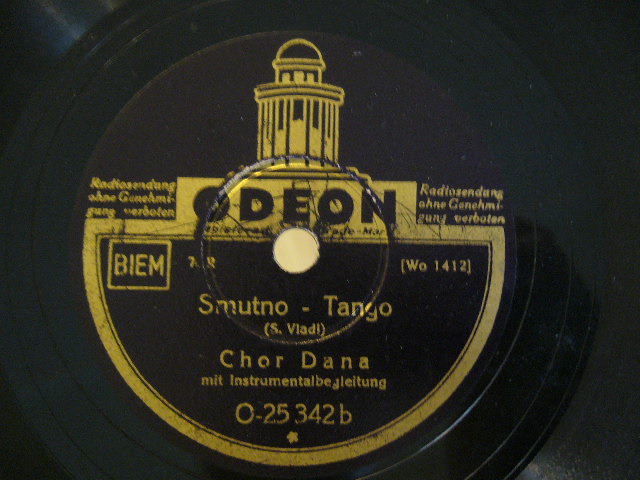 Radiosendung
ohne Genehmi-
gung verboten
ODEON
Radiosendung
ohne Genehmi-
gung verboten
BIEM
[Wo 1412]
Smutno - Tango
(S. Vladi)
Chor Dana
mit Instrumentalbegleitung
O-25 342 b